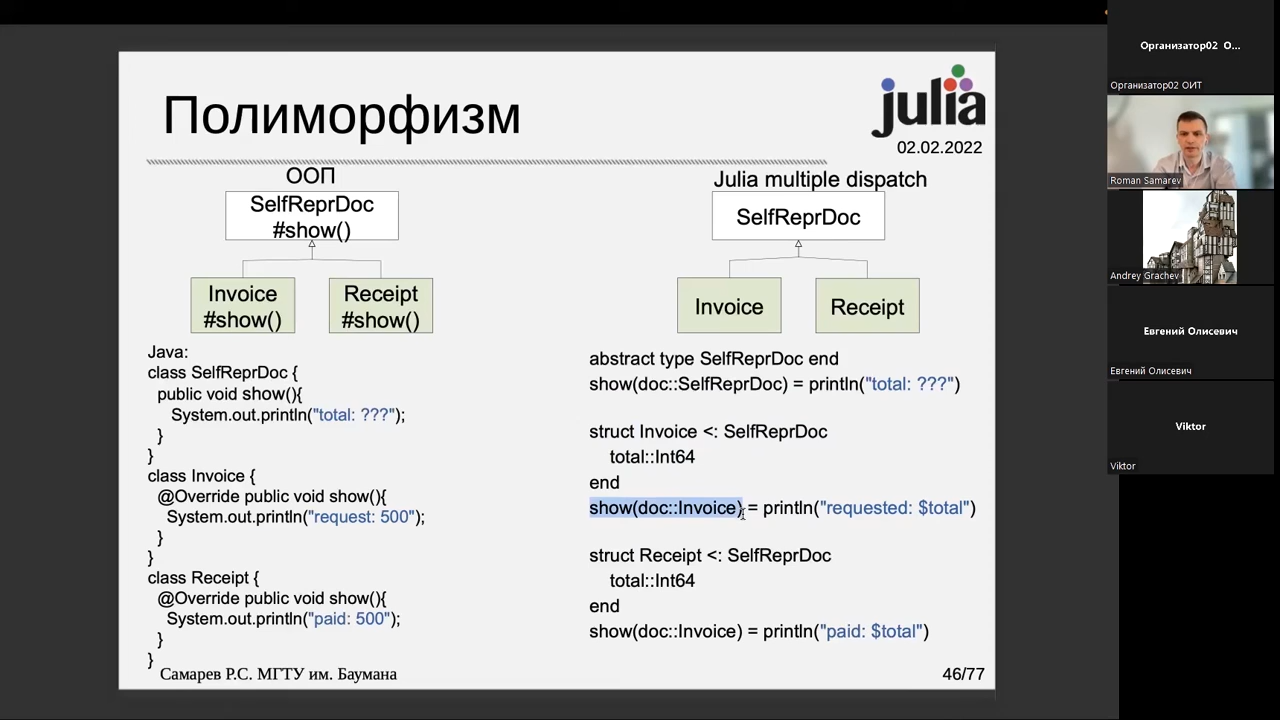 Полиморфизм
julia
02.02.2022
ООП
SelfReprDoc
#show()
Invoice
#show()
Receipt
#show()
Java:
class SelfReprDoc {
public void show(){
System.out.println("total: ???");
}
}
class Invoice {
@Override public void show(){
System.out.println("request: 500");
}
}
class Receipt {
@Override public void show(){
System.out.println("paid: 500");
}
}
Julia multiple dispatch
SelfReprDoc
Invoice
Receipt
abstract type SelfReprDoc end
show(doc::SelfReprDoc) = println("total: ???")
struct Invoice <: SelfReprDoc
total::Int64
end
show(doc::Invoice) = println("requested: $total")
struct Receipt <: SelfReprDoc
total::Int64
end
show(doc::Invoice) = println("paid: $total")
Самарев Р.С. МГТУ им. Баумана
46/77
Организатор02 О...
Организатор02 ОИТ
Roman Samarev
Andrey Grachev
Евгений Олисевич
Евгений Олисевич
Viktor
Viktor